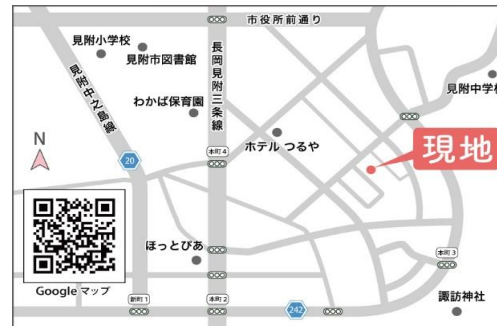 市役所前通り
見附小学校
見附市図書館
長岡見附三条線
見附中之島線
わかば保育園
見附中学校
ホテル つるや
現地
N
本町4
20
ほっとぴあ
Google マップ
新町1
本町2
242
本町3
諏訪神社